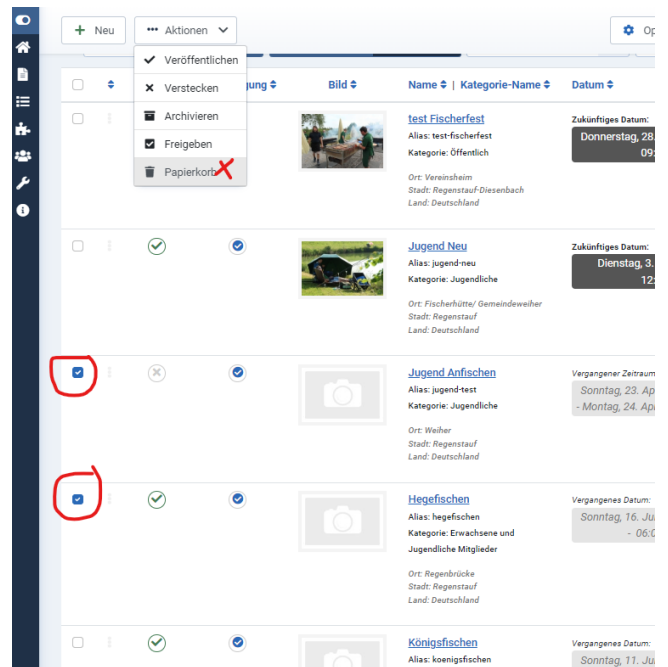 Neu
Aktionen
Op
Veröffentlichen
Verstecken
Archivieren
Freigeben
Papierkorb
gung
Bild
Name | Kategorie-Name
Datum
test Fischerfest
Alias: test-fischerfest
Kategorie: Öffentlich
Ort: Vereinsheim
Stadt: Regenstauf-Diesenbach
Land: Deutschland
Zukünftiges Datum:
Donnerstag, 28.
09:
Jugend Neu
Alias: jugend-neu
Kategorie: Jugendliche
Ort: Fischerhütte/ Gemeindeweiher
Stadt: Regenstauf
Land: Deutschland
Zukünftiges Datum:
Dienstag, 3.
12:
Jugend Anfischen
Alias: jugend-test
Kategorie: Jugendliche
Ort: Weiher
Stadt: Regenstauf
Land: Deutschland
Vergangener Zeitraum
Sonntag, 23. Ap
- Montag, 24. Apr
Hegefischen
Alias: hegefischen
Kategorie: Erwachsene und
Jugendliche Mitglieder
Ort: Regenbrücke
Stadt: Regenstauf
Land: Deutschland
Vergangenes Datum:
Sonntag, 16. Jul
- 06:0
Königsfischen
Alias: koenigsfischen
Vergangenes Datum:
Sonntag, 11. Ju